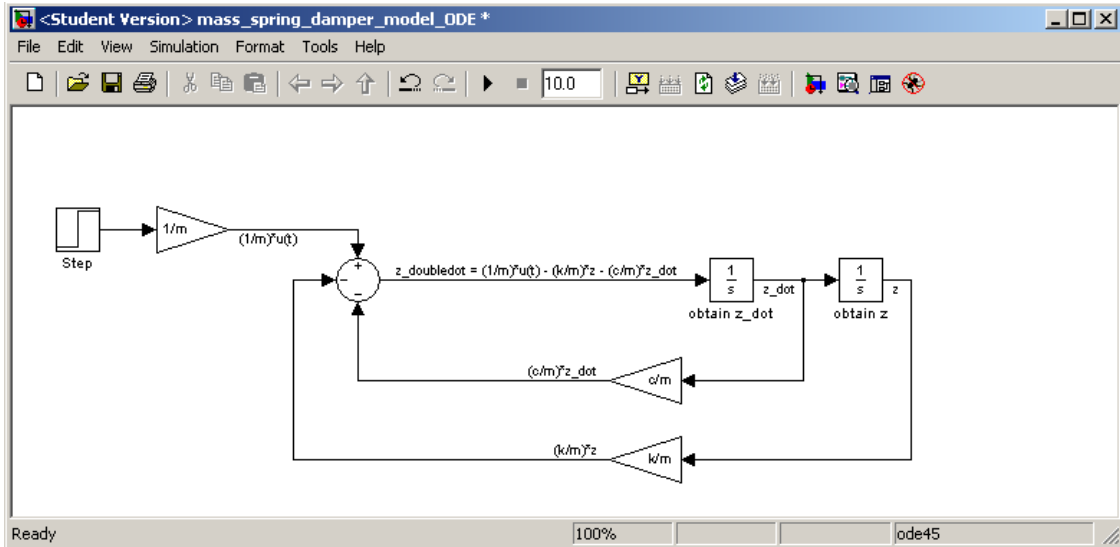 <Student Version> mass_spring_damper_model_ODE *
File Edit View Simulation Format Tools Help
10.0
1/m
(1/m)*u(t)
Step
+
−
−
z_doubledot = (1/m)*u(t) - (k/m)*z - (c/m)*z_dot
1
s
z_dot
obtain z_dot
1
s
z
obtain z
(c/m)*z_dot
c/m
(k/m)*z
k/m
Ready 100% ode45